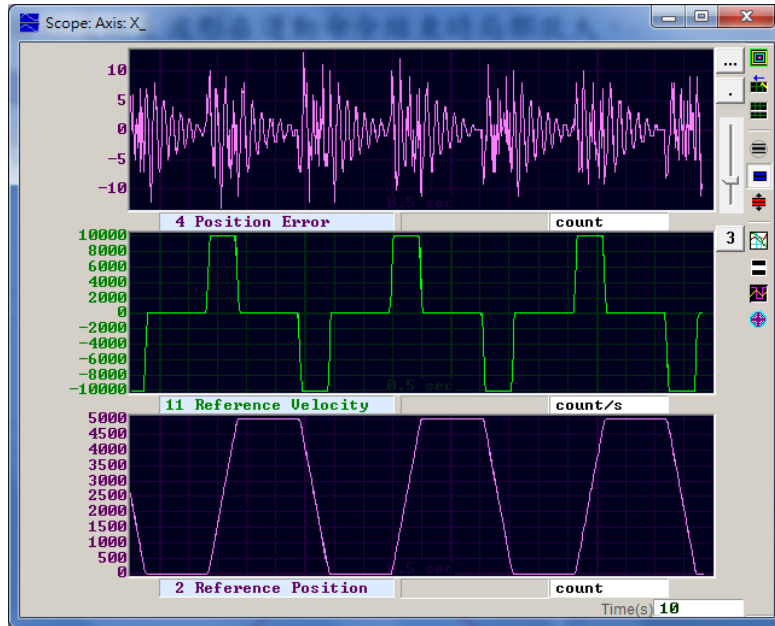 Scope: Axis: X_
...
.
10
5
0
-5
-10
0.5 sec
4 Position Error
count
3
10000
8000
6000
4000
2000
0
-2000
-4000
-6000
-8000
-10000
0.5 sec
11 Reference Velocity
count/s
5000
4500
4000
3500
3000
2500
2000
1500
1000
500
0
0.5 sec
2 Reference Position
count
Time(s) 10